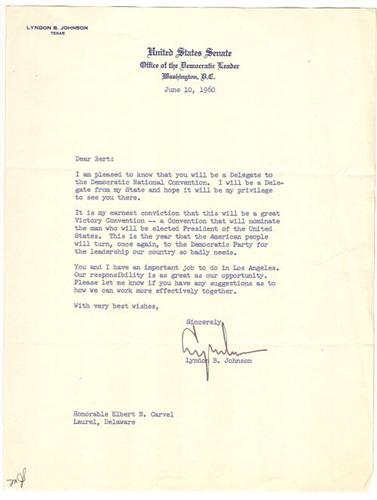 LYNDON B. JOHNSON
TEXAS
United States Senate
Office of the Democratic Leader
Washington, D.C.
June 10, 1960
Dear Bert:
I am pleased to know that you will be a Delegate to
the Democratic National Convention. I will be a Dele-
gate from my State and hope it will be my privilege
to see you there.
It is my earnest conviction that this will be a great
Victory Convention -- a Convention that will nominate
the man who will be elected President of the United
States. This is the year that the American people
will turn, once again, to the Democratic Party for
the leadership our country so badly needs.
You and I have an important job to do in Los Angeles.
Our responsibility is as great as our opportunity.
Please let me know if you have any suggestions as to
how we can work more effectively together.
With very best wishes,
Sincerely,
Lyndon
Lyndon B. Johnson
Honorable Elbert N. Carvel
Laurel, Delaware